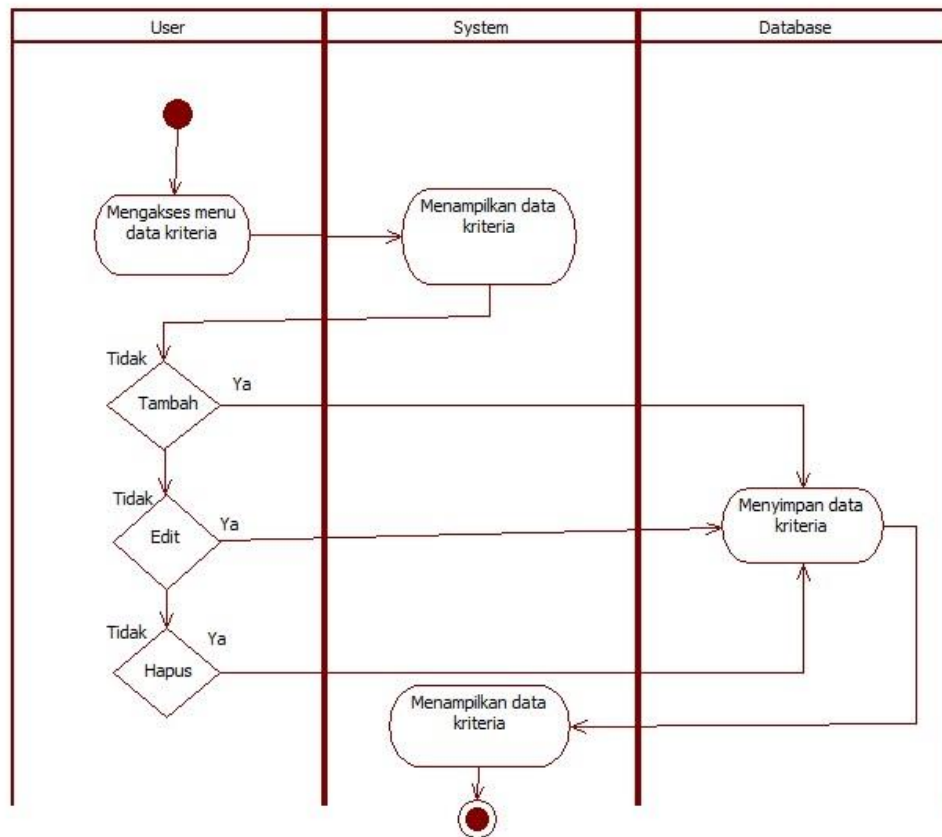 User
System
Database
Mengakses menu
data kriteria
Menampilkan data
kriteria
Tidak
Ya
Tambah
Tidak
Ya
Edit
Menyimpan data
kriteria
Tidak
Ya
Hapus
Menampilkan data
kriteria